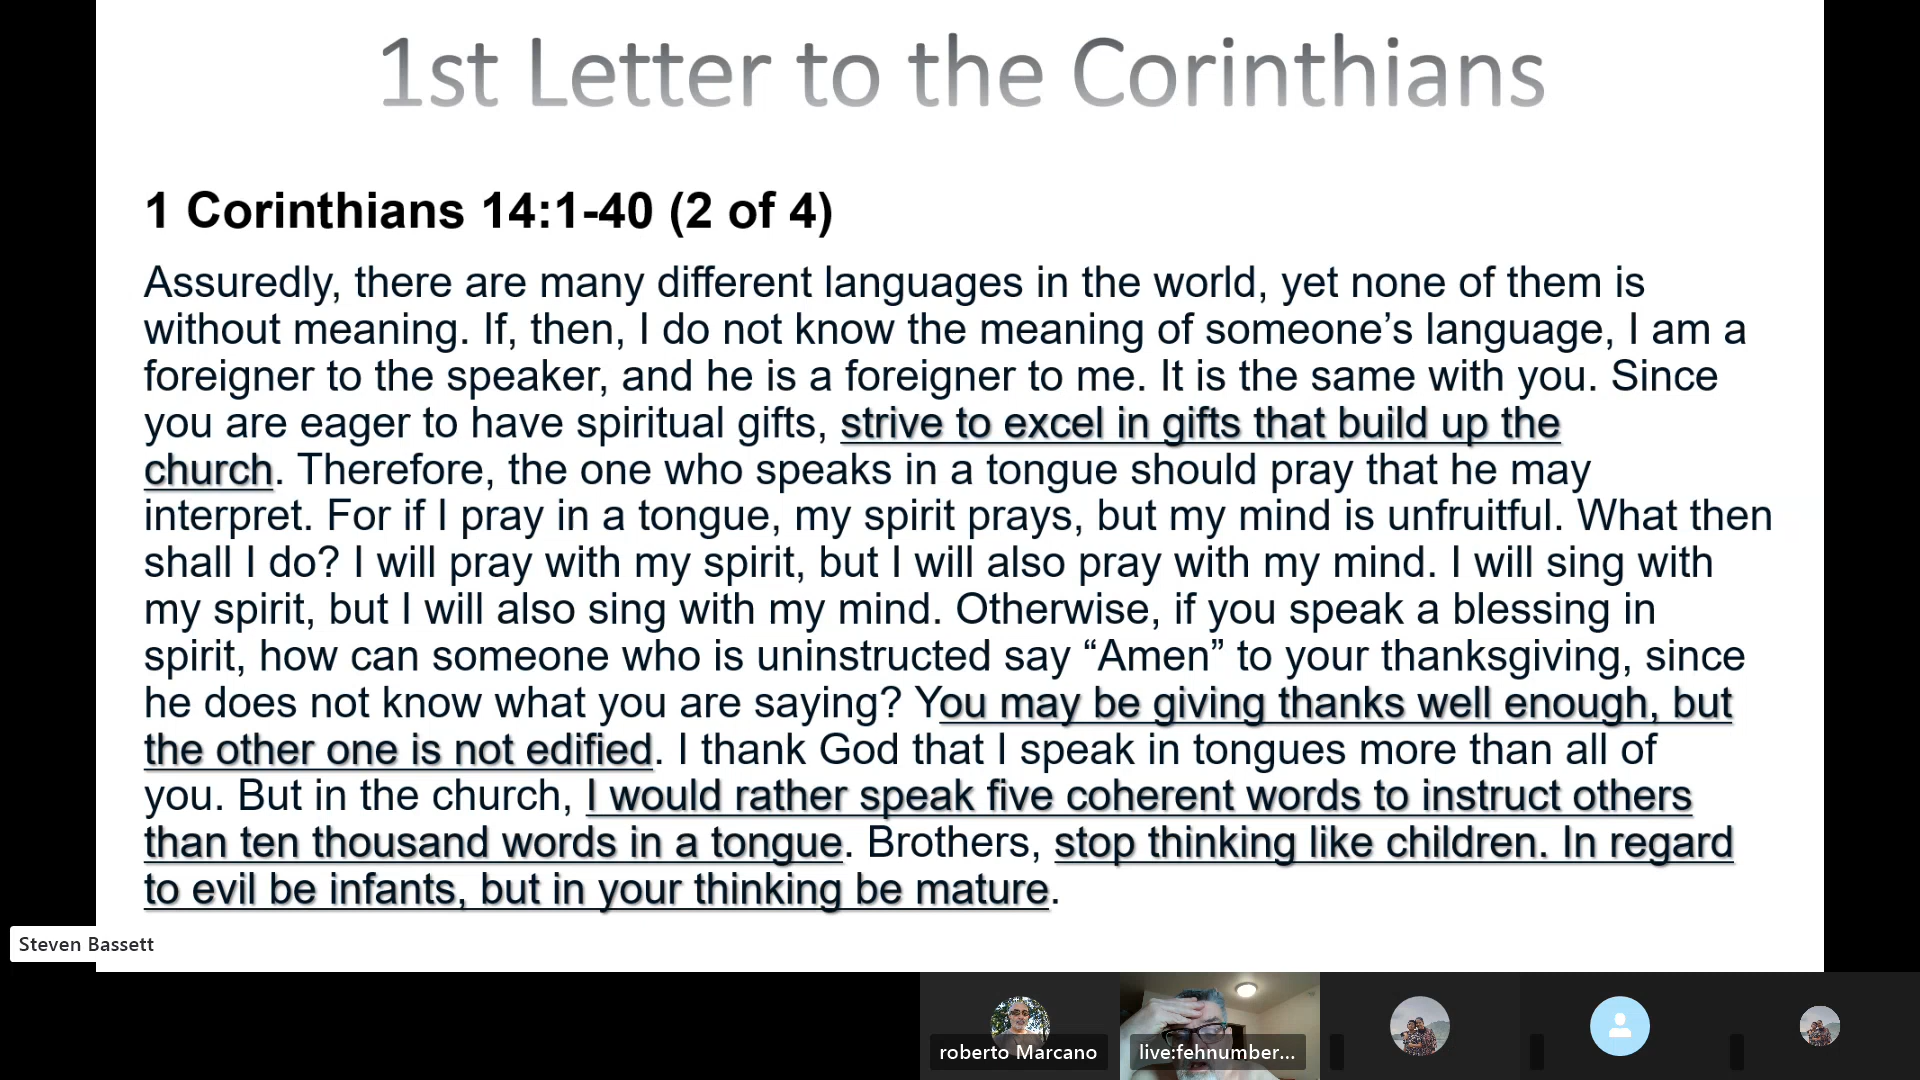 1st Letter to the Corinthians
1 Corinthians 14:1-40 (2 of 4)
Assuredly, there are many different languages in the world, yet none of them is
without meaning. If, then, I do not know the meaning of someone’s language, I am a
foreigner to the speaker, and he is a foreigner to me. It is the same with you. Since
you are eager to have spiritual gifts, strive to excel in gifts that build up the
church. Therefore, the one who speaks in a tongue should pray that he may
interpret. For if I pray in a tongue, my spirit prays, but my mind is unfruitful. What then
shall I do? I will pray with my spirit, but I will also pray with my mind. I will sing with
my spirit, but I will also sing with my mind. Otherwise, if you speak a blessing in
spirit, how can someone who is uninstructed say “Amen” to your thanksgiving, since
he does not know what you are saying? You may be giving thanks well enough, but
the other one is not edified. I thank God that I speak in tongues more than all of
you. But in the church, I would rather speak five coherent words to instruct others
than ten thousand words in a tongue. Brothers, stop thinking like children. In regard
to evil be infants, but in your thinking be mature.
Steven Bassett
roberto Marcano
live:fehnumber...